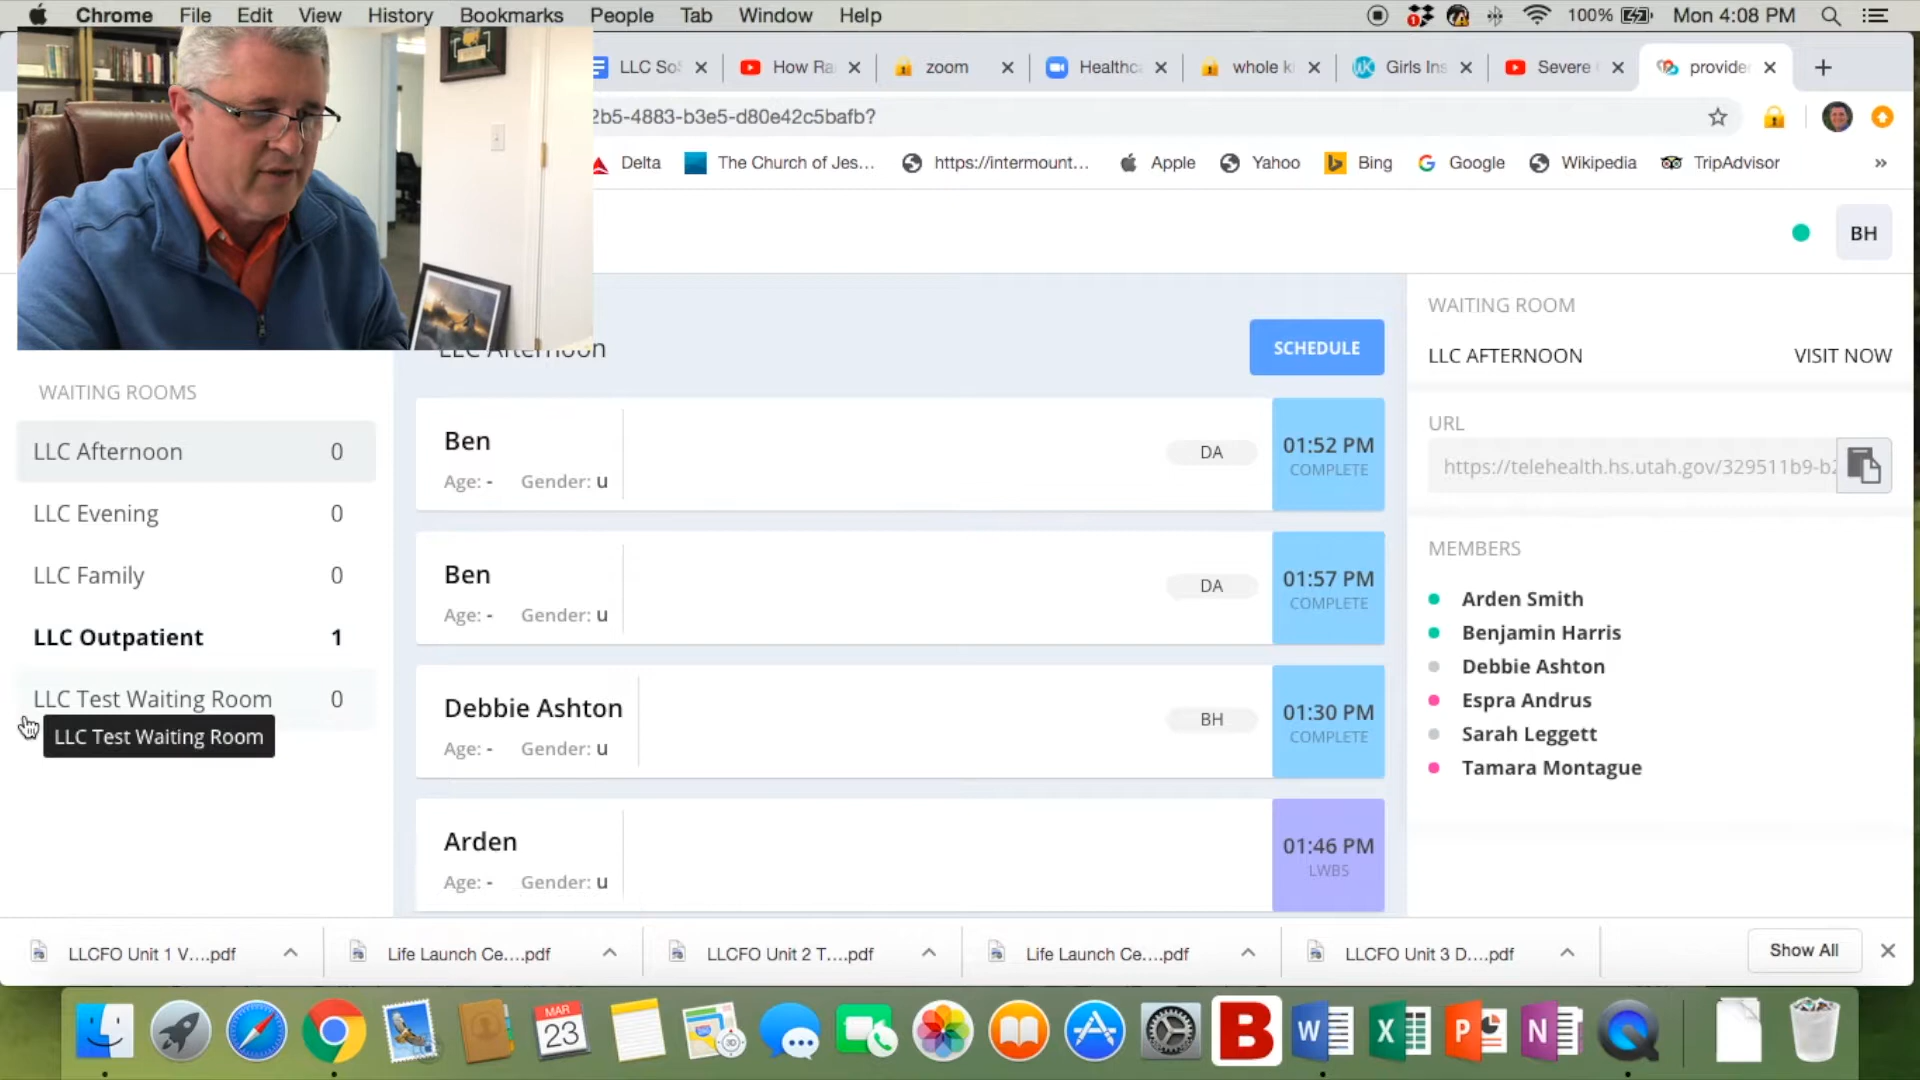 Chrome File Edit View History Bookmarks People Tab Window Help 100% Mon 4:08 PM
LLC SoS How Ra zoom Healthca whole ki Girls Ins Severe provide
2b5-4883-b3e5-d80e42c5bafb?
Delta The Church of Jes... https://intermount... Apple Yahoo Bing Google Wikipedia TripAdvisor »
BH
LLC Afternoon
SCHEDULE
WAITING ROOMS
LLC Afternoon 0
LLC Evening 0
LLC Family 0
LLC Outpatient 1
LLC Test Waiting Room 0
LLC Test Waiting Room
Ben
Age: - Gender: u
DA
01:52 PM
COMPLETE
Ben
Age: - Gender: u
DA
01:57 PM
COMPLETE
Debbie Ashton
Age: - Gender: u
BH
01:30 PM
COMPLETE
Arden
Age: - Gender: u
01:46 PM
LWBS
WAITING ROOM
LLC AFTERNOON VISIT NOW
URL
https://telehealth.hs.utah.gov/329511b9-b2
MEMBERS
Arden Smith
Benjamin Harris
Debbie Ashton
Espra Andrus
Sarah Leggett
Tamara Montague
LLCFO Unit 1 V....pdf Life Launch Ce....pdf LLCFO Unit 2 T....pdf Life Launch Ce....pdf LLCFO Unit 3 D....pdf Show All
MAR
23
B
W
X
P
N